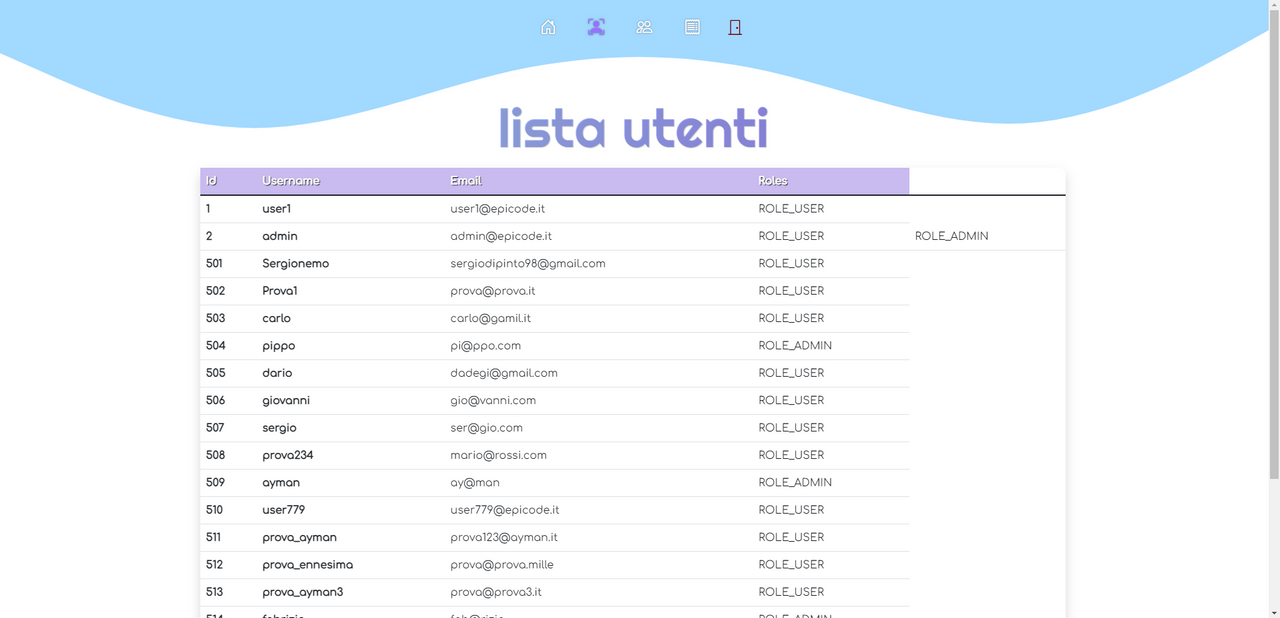 lista utenti
Id Username Email Roles
1 user1 user1@epicode.it ROLE_USER
2 admin admin@epicode.it ROLE_USER ROLE_ADMIN
501 Sergionemo sergiodipinto98@gmail.com ROLE_USER
502 Prova1 prova@prova.it ROLE_USER
503 carlo carlo@gamil.it ROLE_USER
504 pippo pi@ppo.com ROLE_ADMIN
505 dario dadegi@gmail.com ROLE_USER
506 giovanni gio@vanni.com ROLE_USER
507 sergio ser@gio.com ROLE_USER
508 prova234 mario@rossi.com ROLE_USER
509 ayman ay@man ROLE_ADMIN
510 user779 user779@epicode.it ROLE_USER
511 prova_ayman prova123@ayman.it ROLE_USER
512 prova_ennesima prova@prova.mille ROLE_USER
513 prova_ayman3 prova@prova3.it ROLE_USER